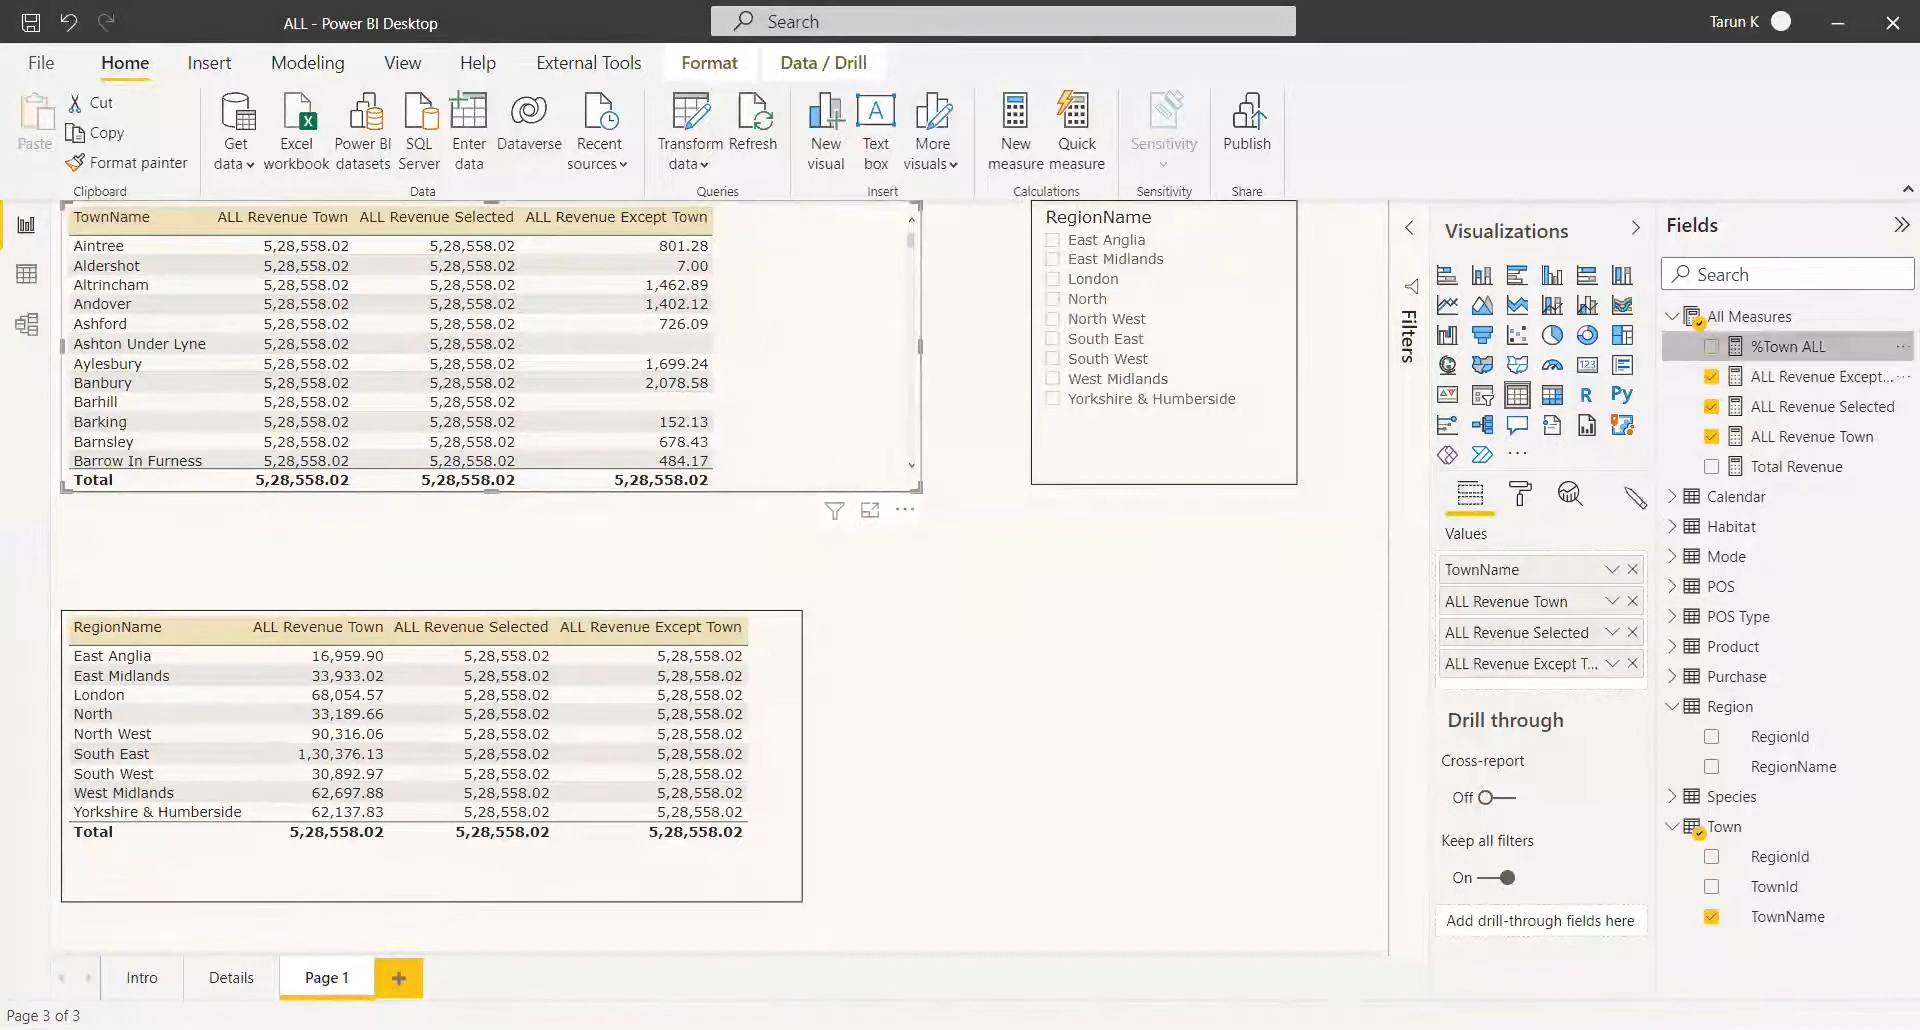 ALL - Power BI Desktop
Search
Tarun K
File Home Insert Modeling View Help External Tools Format Data / Drill
Paste
Cut
Copy
Format painter
Clipboard
Get data
Excel workbook
Power BI datasets
SQL Server
Enter data
Dataverse
Recent sources
Data
Transform data
Refresh
Queries
New visual
Text box
More visuals
Insert
New measure
Quick measure
Calculations
Sensitivity
Sensitivity
Publish
Share
TownName ALL Revenue Town ALL Revenue Selected ALL Revenue Except Town
Aintree 5,28,558.02 5,28,558.02 801.28
Aldershot 5,28,558.02 5,28,558.02 7.00
Altrincham 5,28,558.02 5,28,558.02 1,462.89
Andover 5,28,558.02 5,28,558.02 1,402.12
Ashford 5,28,558.02 5,28,558.02 726.09
Ashton Under Lyne 5,28,558.02 5,28,558.02
Aylesbury 5,28,558.02 5,28,558.02 1,699.24
Banbury 5,28,558.02 5,28,558.02 2,078.58
Barhill 5,28,558.02 5,28,558.02
Barking 5,28,558.02 5,28,558.02 152.13
Barnsley 5,28,558.02 5,28,558.02 678.43
Barrow In Furness 5,28,558.02 5,28,558.02 484.17
Total 5,28,558.02 5,28,558.02 5,28,558.02
RegionName
East Anglia
East Midlands
London
North
North West
South East
South West
West Midlands
Yorkshire & Humberside
RegionName ALL Revenue Town ALL Revenue Selected ALL Revenue Except Town
East Anglia 16,959.90 5,28,558.02 5,28,558.02
East Midlands 33,933.02 5,28,558.02 5,28,558.02
London 68,054.57 5,28,558.02 5,28,558.02
North 33,189.66 5,28,558.02 5,28,558.02
North West 90,316.06 5,28,558.02 5,28,558.02
South East 1,30,376.13 5,28,558.02 5,28,558.02
South West 30,892.97 5,28,558.02 5,28,558.02
West Midlands 62,697.88 5,28,558.02 5,28,558.02
Yorkshire & Humberside 62,137.83 5,28,558.02 5,28,558.02
Total 5,28,558.02 5,28,558.02 5,28,558.02
Filters
Visualizations
123
R
Py
Values
TownName
ALL Revenue Town
ALL Revenue Selected
ALL Revenue Except T...
Drill through
Cross-report
Off
Keep all filters
On
Add drill-through fields here
Fields
Search
All Measures
%Town ALL
ALL Revenue Except...
ALL Revenue Selected
ALL Revenue Town
Total Revenue
Calendar
Habitat
Mode
POS
POS Type
Product
Purchase
Region
RegionId
RegionName
Species
Town
RegionId
TownId
TownName
Intro Details Page 1
Page 3 of 3